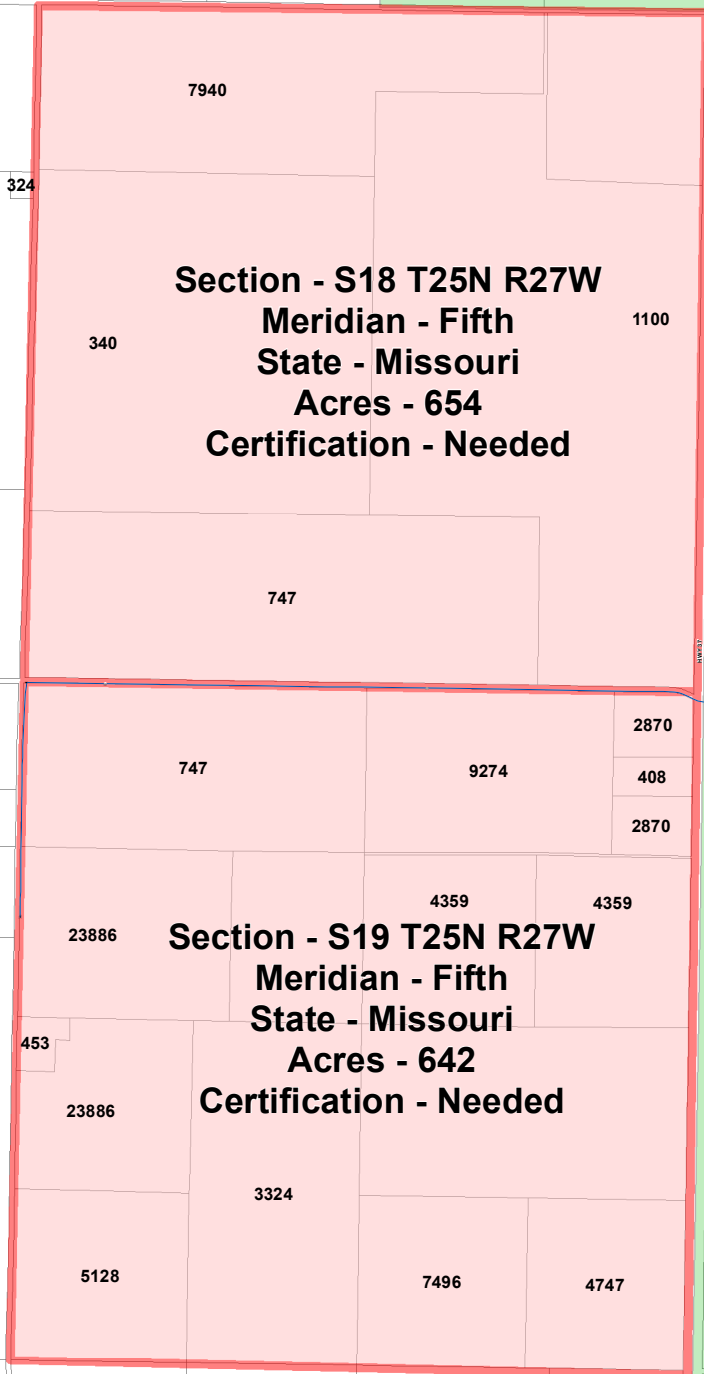 7940
324
Section - S18 T25N R27W
Meridian - Fifth
State - Missouri
Acres - 654
Certification - Needed
1100
340
747
2870
747
9274
408
2870
4359
4359
23886
Section - S19 T25N R27W
Meridian - Fifth
State - Missouri
Acres - 642
Certification - Needed
453
23886
3324
5128
7496
4747